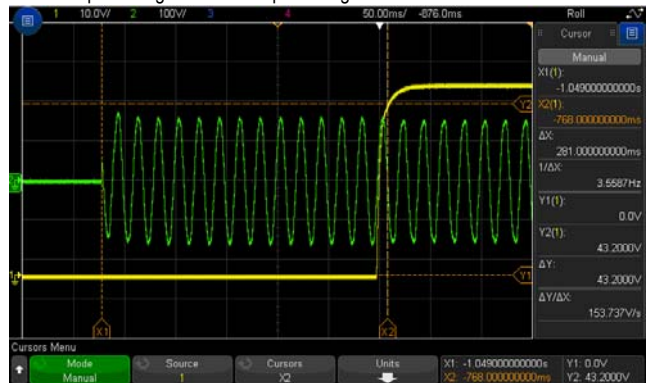 1 10.0V/ 2 100V/ 3 4 50.00ms/ -876.0ms Roll
Cursor
Manual
X1(1):
-1.049000000000s
X2(1):
-768.000000000ms
ΔX:
281.000000000ms
1/ΔX:
3.5587Hz
Y1(1):
0.0V
Y2(1):
43.2000V
ΔY:
43.2000V
ΔY/ΔX:
153.737V/s
Y2
Y1
X1 X2
Cursors Menu
Mode Source Cursors Units X1: -1.049000000000s Y1: 0.0V
Manual 1 X2 X2: -768.000000000ms Y2: 43.2000V